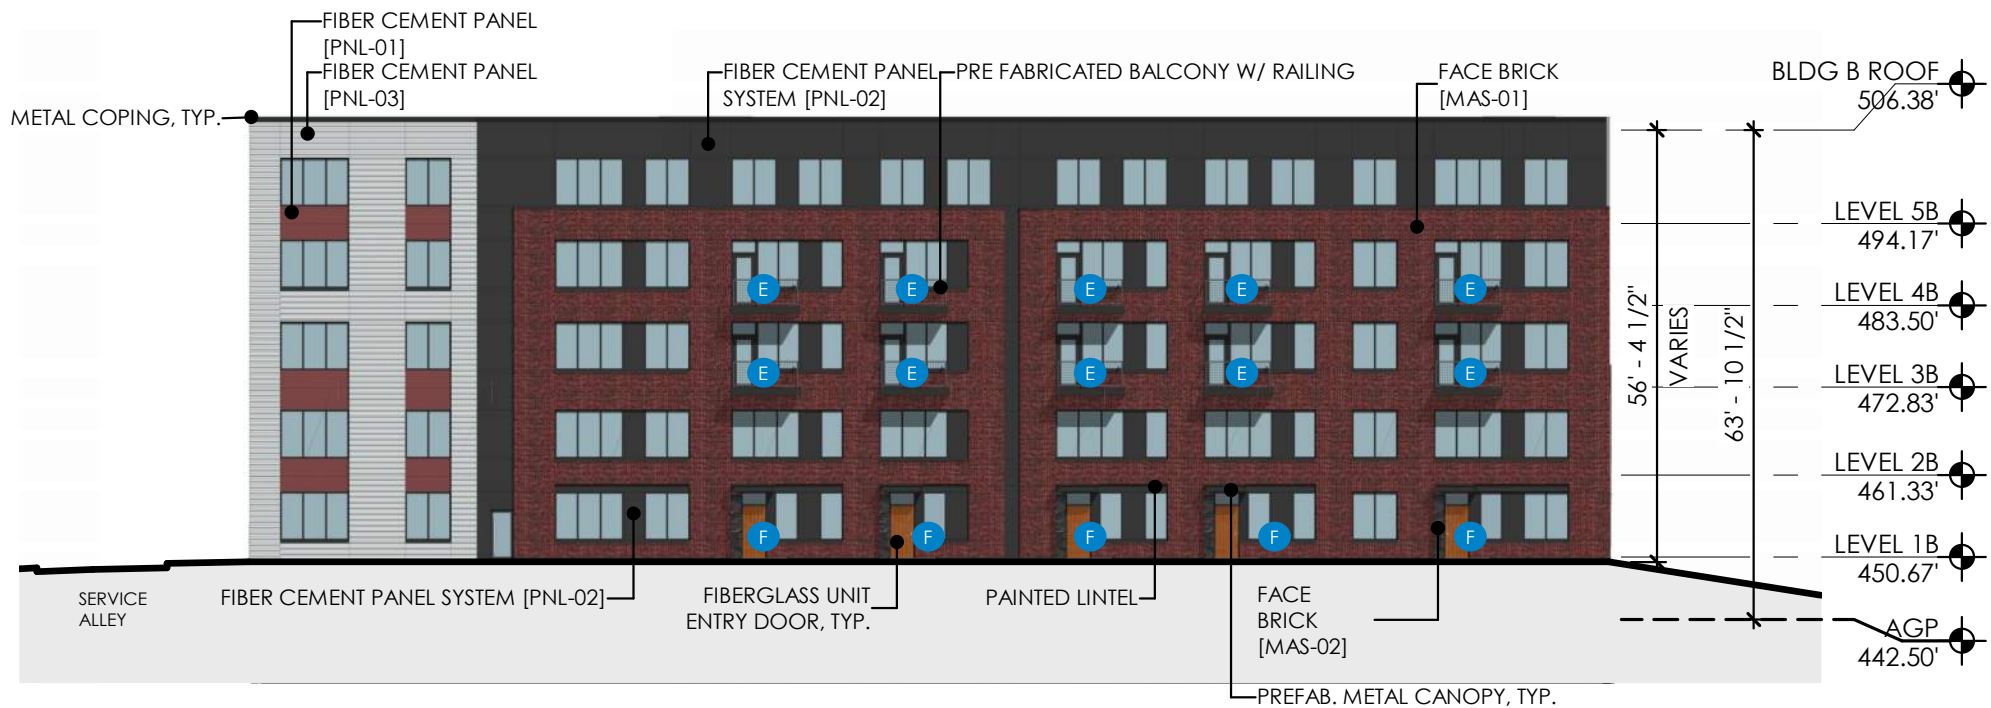 FIBER CEMENT PANEL
[PNL-01]
FIBER CEMENT PANEL
[PNL-03]
METAL COPING, TYP.
FIBER CEMENT PANEL
SYSTEM [PNL-02]
PRE FABRICATED BALCONY W/ RAILING
FACE BRICK
[MAS-01]
BLDG B ROOF
506.38'
LEVEL 5B
494.17'
LEVEL 4B
483.50'
LEVEL 3B
472.83'
LEVEL 2B
461.33'
LEVEL 1B
450.67'
AGP
442.50'
56' - 4 1/2"
VARIES
63' - 10 1/2"
E E E E E
E E E E E
F F F F F
SERVICE
ALLEY
FIBER CEMENT PANEL SYSTEM [PNL-02]
FIBERGLASS UNIT
ENTRY DOOR, TYP.
PAINTED LINTEL
FACE
BRICK
[MAS-02]
PREFAB. METAL CANOPY, TYP.